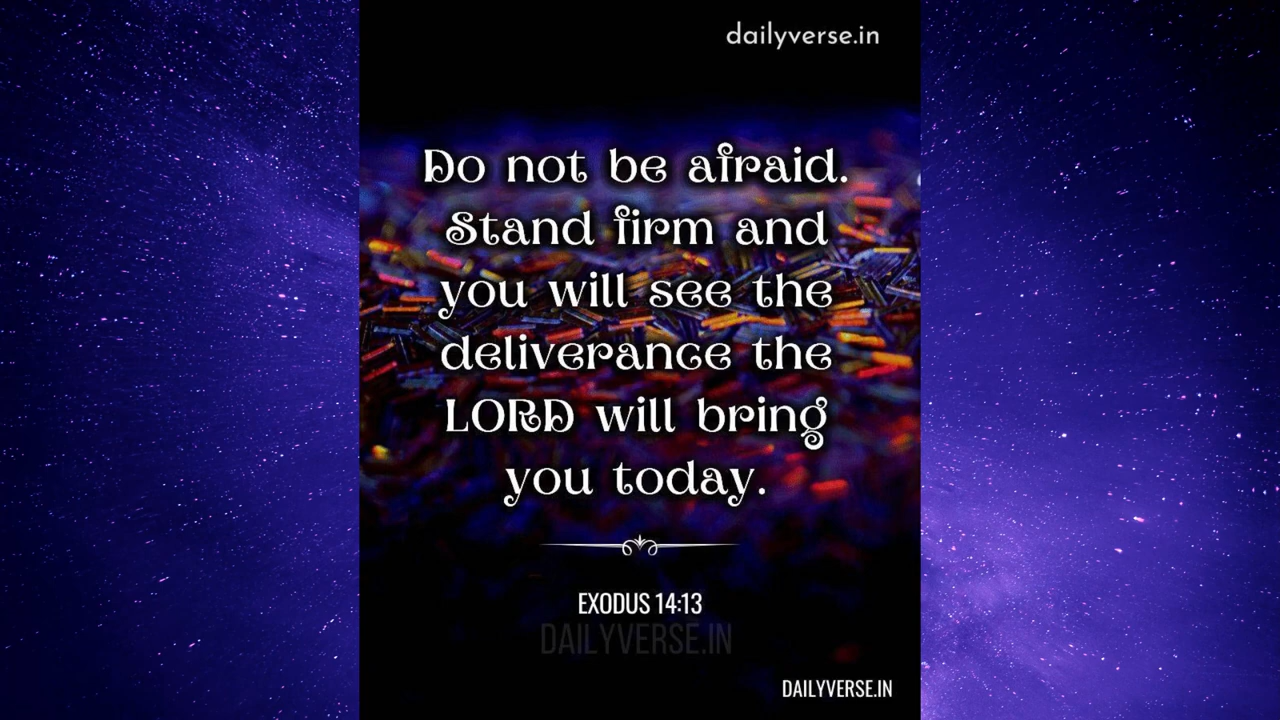 dailyverse.in
Do not be afraid.
Stand firm and
you will see the
deliverance the
LORD will bring
you today.
EXODUS 14:13
DAILYVERSE.IN
DAILYVERSE.IN